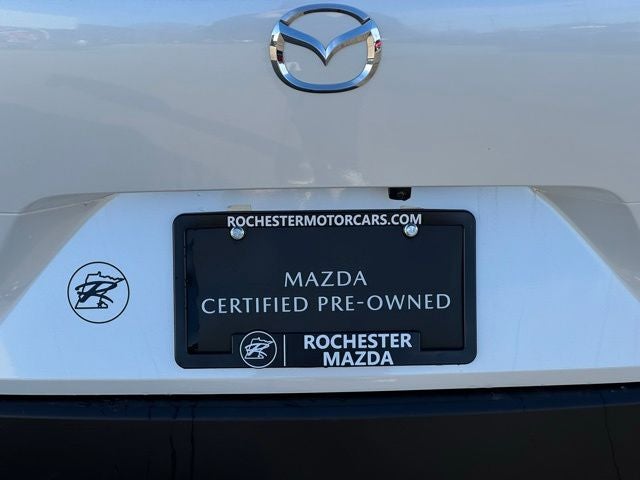 ROCHESTERMOTORCARS.COM
MAZDA
CERTIFIED PRE-OWNED
ROCHESTER
MAZDA